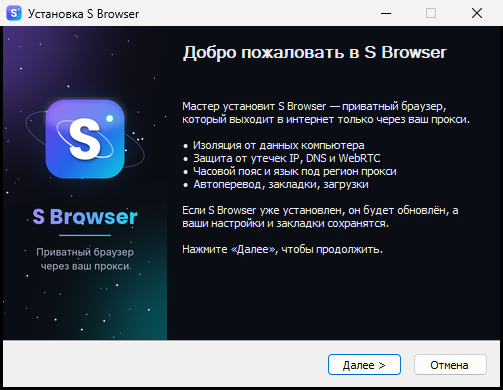 Установка S Browser
S
S Browser
Приватный браузер
через ваш прокси.
Добро пожаловать в S Browser
Мастер установит S Browser — приватный браузер,
который выходит в интернет только через ваш прокси.
• Изоляция от данных компьютера
• Защита от утечек IP, DNS и WebRTC
• Часовой пояс и язык под регион прокси
• Автоперевод, закладки, загрузки
Если S Browser уже установлен, он будет обновлён, а
ваши настройки и закладки сохранятся.
Нажмите «Далее», чтобы продолжить.
Далее >
Отмена